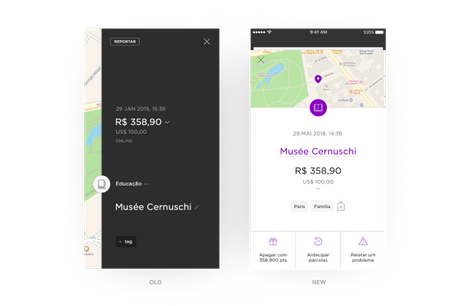 REPORTAR
29 JAN 2015, 15:36
R$ 358,90
US$ 100,00
ONLINE
Educação
Musée Cernuschi
+ tag
OLD
9:41 AM
100%
29 MAI 2018, 14:38
Musée Cernuschi
R$ 358,90
US$ 100,00
Paris
Família
Apagar com
358.900 pts
Antecipar
parcelas
Relatar um
problema
NEW